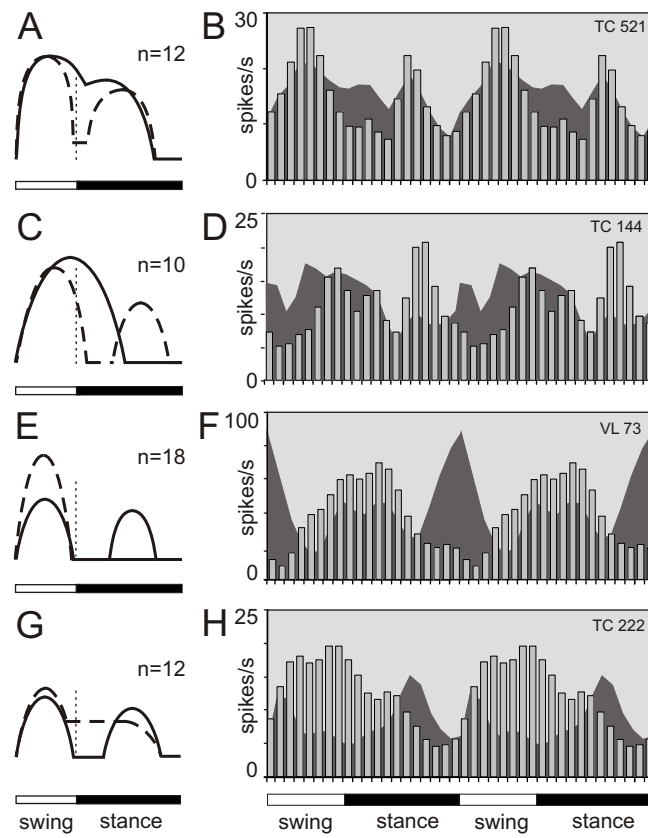 A
n=12
B
30
spikes/s
0
TC 521
C
n=10
D
25
spikes/s
0
TC 144
E
n=18
F
100
spikes/s
0
VL 73
G
n=12
H
25
spikes/s
0
TC 222
swing stance
swing stance swing stance